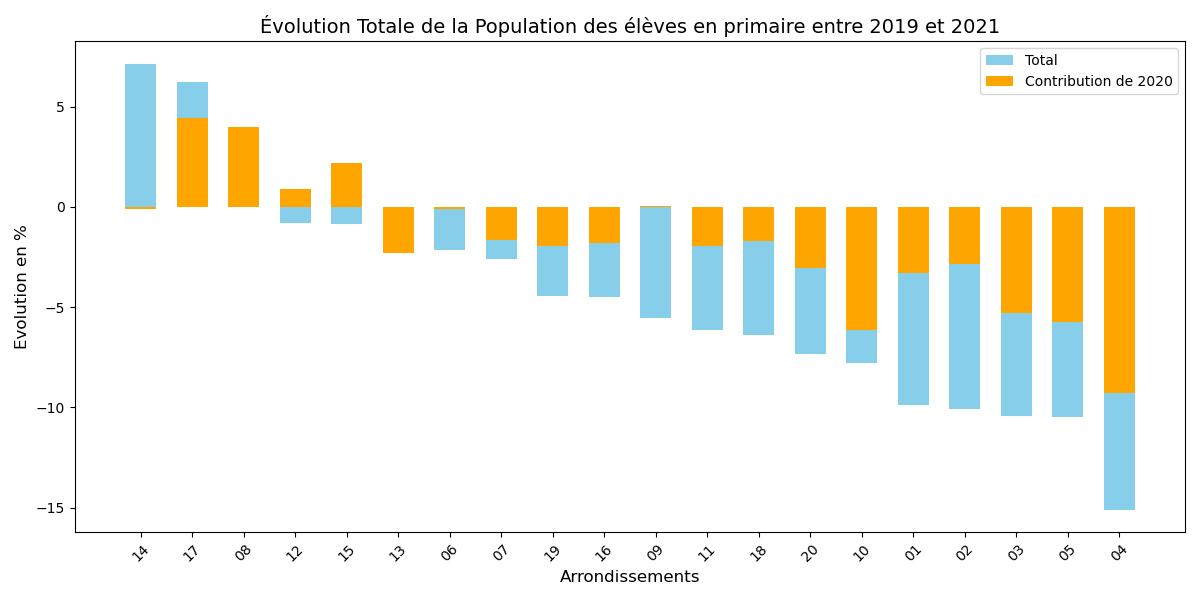 Évolution Totale de la Population des élèves en primaire entre 2019 et 2021
Total
Contribution de 2020
Evolution en %
5
0
−5
−10
−15
14 17 08 12 15 13 06 07 19 16 09 11 18 20 10 01 02 03 05 04
Arrondissements